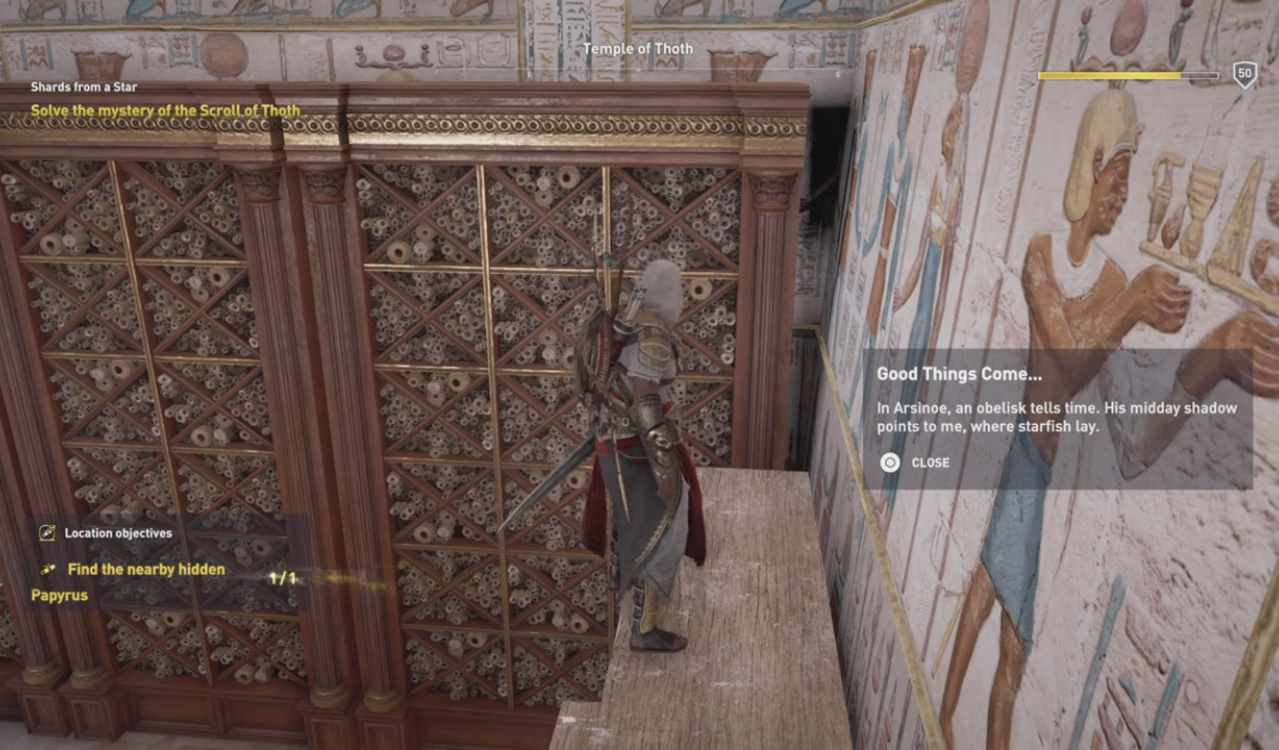 Temple of Thoth
50
Shards from a Star
Solve the mystery of the Scroll of Thoth
s
Good Things Come...
In Arsinoe, an obelisk tells time. His midday shadow
points to me, where starfish lay.
CLOSE
Location objectives
Find the nearby hidden 1/1
Papyrus